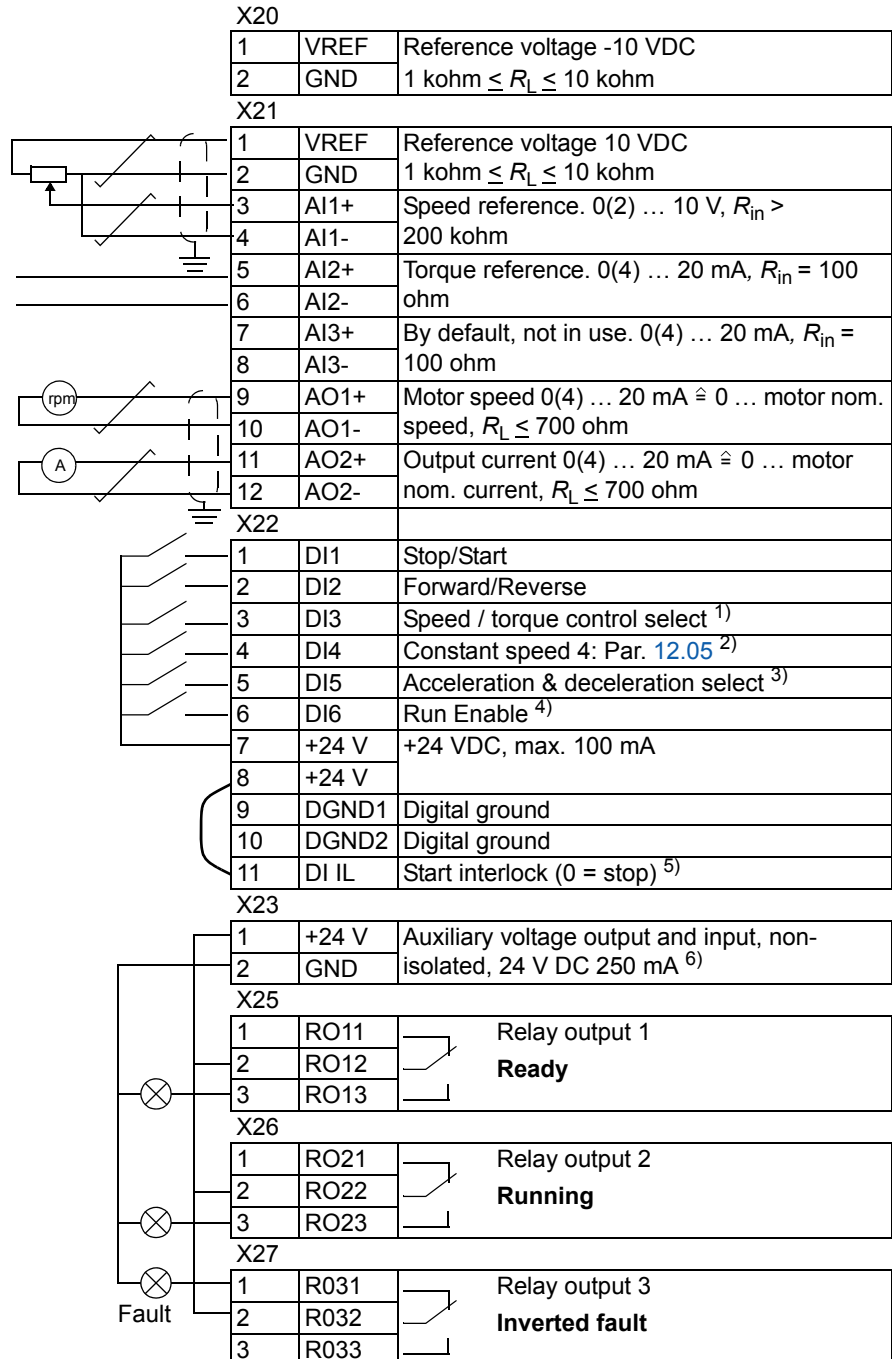 X20
1 VREF Reference voltage -10 VDC
2 GND 1 kohm ≤ RL ≤ 10 kohm
X21
1 VREF Reference voltage 10 VDC
2 GND 1 kohm ≤ RL ≤ 10 kohm
3 AI1+ Speed reference. 0(2) … 10 V, Rin >
4 AI1- 200 kohm
5 AI2+ Torque reference. 0(4) … 20 mA, Rin = 100
6 AI2- ohm
7 AI3+ By default, not in use. 0(4) … 20 mA, Rin =
8 AI3- 100 ohm
rpm 9 AO1+ Motor speed 0(4) … 20 mA ≙ 0 … motor nom.
10 AO1- speed, RL ≤ 700 ohm
A 11 AO2+ Output current 0(4) … 20 mA ≙ 0 … motor
12 AO2- nom. current, RL ≤ 700 ohm
X22
1 DI1 Stop/Start
2 DI2 Forward/Reverse
3 DI3 Speed / torque control select 1)
4 DI4 Constant speed 4: Par. 12.05 2)
5 DI5 Acceleration & deceleration select 3)
6 DI6 Run Enable 4)
7 +24 V +24 VDC, max. 100 mA
8 +24 V
9 DGND1 Digital ground
10 DGND2 Digital ground
11 DI IL Start interlock (0 = stop) 5)
X23
1 +24 V Auxiliary voltage output and input, non-
2 GND isolated, 24 V DC 250 mA 6)
X25
1 RO11 Relay output 1
2 RO12 Ready
3 RO13
X26
1 RO21 Relay output 2
2 RO22 Running
3 RO23
X27
1 R031 Relay output 3
Fault 2 R032 Inverted fault
3 R033